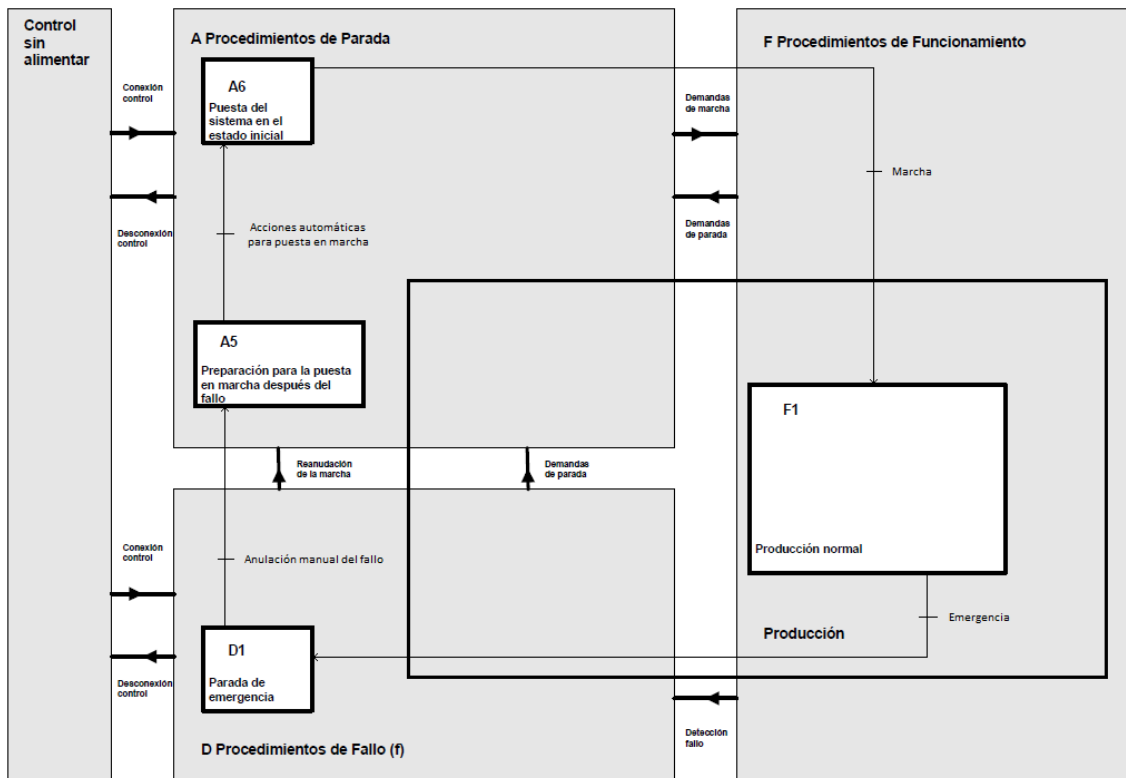 Control
sin
alimentar
A Procedimientos de Parada
F Procedimientos de Funcionamiento
A6
Puesta del
sistema en el
estado inicial
Conexión
control
Demandas
de marcha
Marcha
Desconexión
control
Acciones automáticas
para puesta en marcha
Demandas
de parada
A5
Preparación para la puesta
en marcha después del
fallo
F1
Producción normal
Reanudación
de la marcha
Demandas
de parada
Conexión
control
Anulación manual del fallo
Emergencia
Producción
D1
Parada de
emergencia
Desconexión
control
Detección
fallo
D Procedimientos de Fallo (f)